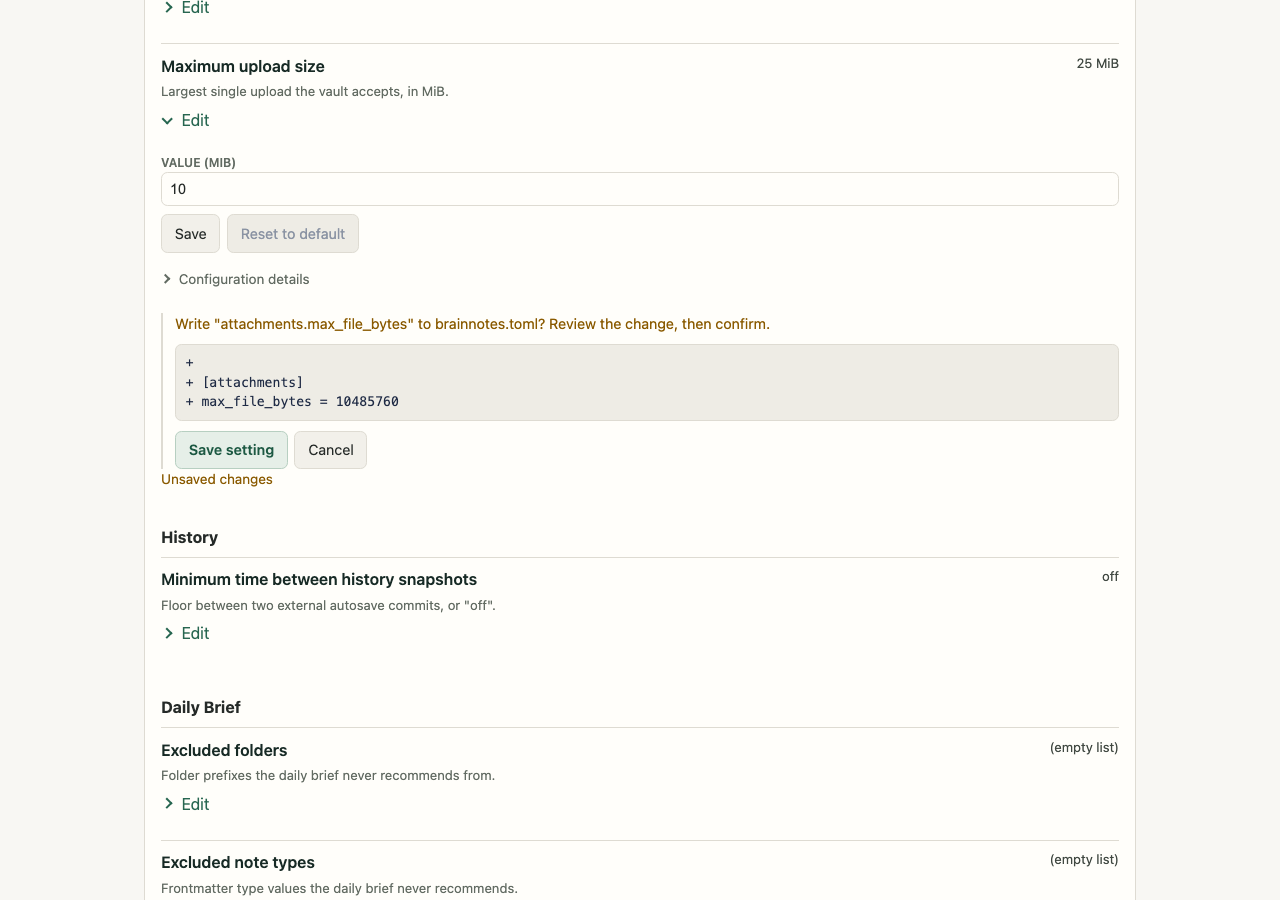 Edit
Maximum upload size
25 MiB
Largest single upload the vault accepts, in MiB.
Edit
VALUE (MIB)
10
Save
Reset to default
Configuration details
Write "attachments.max_file_bytes" to brainnotes.toml? Review the change, then confirm.
+
+ [attachments]
+ max_file_bytes = 10485760
Save setting
Cancel
Unsaved changes
History
Minimum time between history snapshots
off
Floor between two external autosave commits, or "off".
Edit
Daily Brief
Excluded folders
(empty list)
Folder prefixes the daily brief never recommends from.
Edit
Excluded note types
(empty list)
Frontmatter type values the daily brief never recommends.